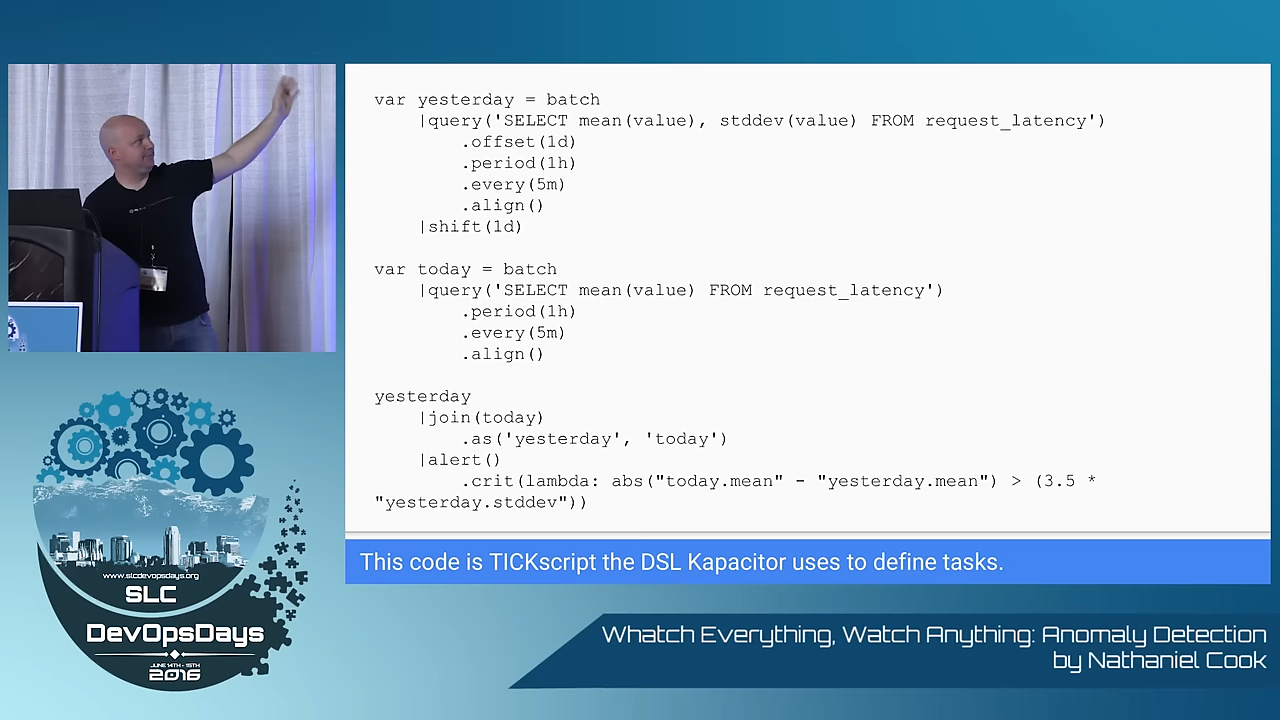 var yesterday = batch
|query('SELECT mean(value), stddev(value) FROM request_latency')
.offset(1d)
.period(1h)
.every(5m)
.align()
|shift(1d)
var today = batch
|query('SELECT mean(value) FROM request_latency')
.period(1h)
.every(5m)
.align()
yesterday
|join(today)
.as('yesterday', 'today')
|alert()
.crit(lambda: abs("today.mean" - "yesterday.mean") > (3.5 *
"yesterday.stddev"))
This code is TICKscript the DSL Kapacitor uses to define tasks.
www.slcdevopsdays.org
SLC
DevOpsDays
JUNE 14TH - 15TH
2016
Whatch Everything, Watch Anything: Anomaly Detection
by Nathaniel Cook